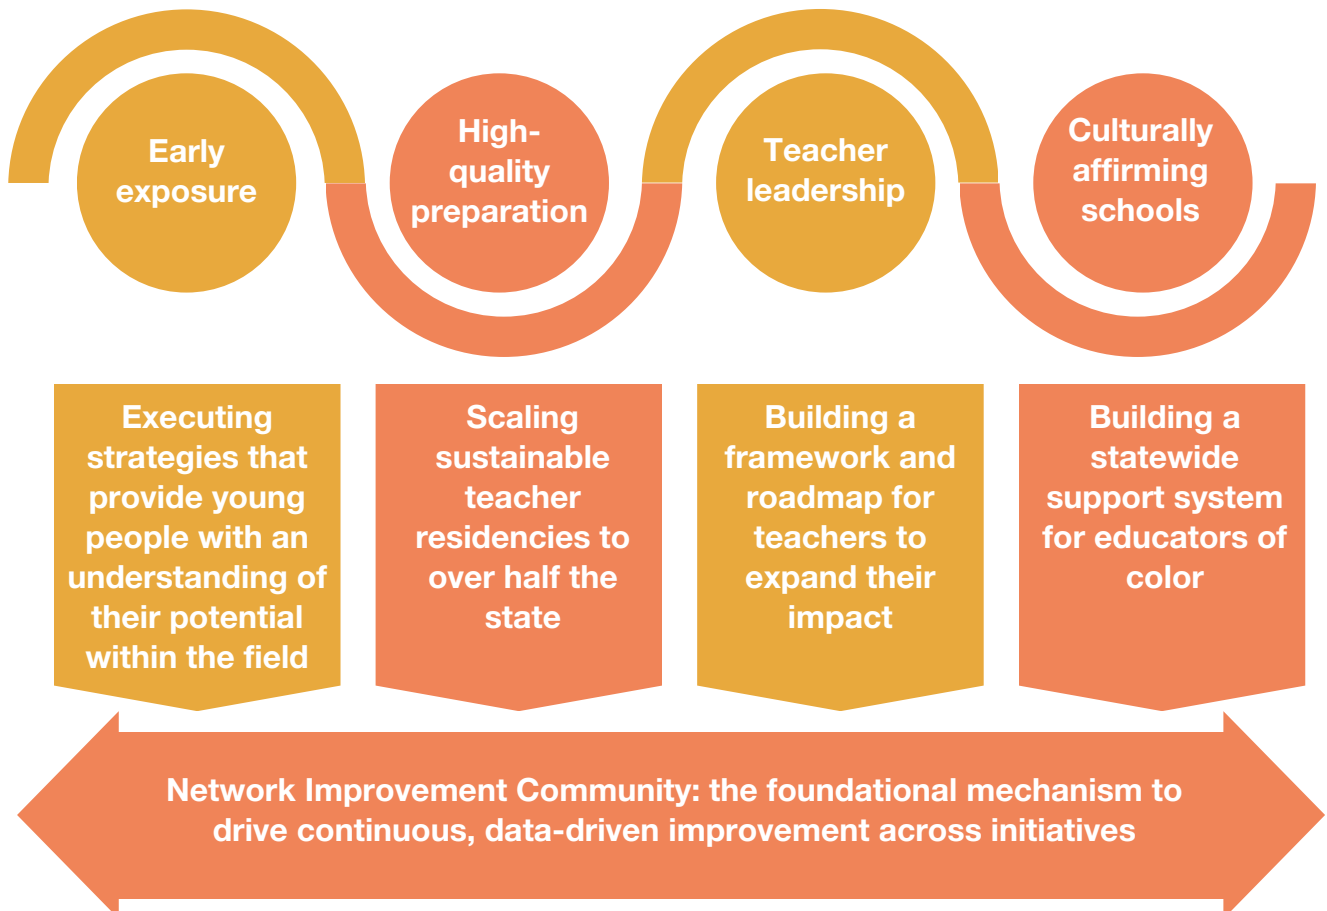 Early
exposure
High-
quality
preparation
Teacher
leadership
Culturally
affirming
schools
Executing
strategies that
provide young
people with an
understanding of
their potential
within the field
Scaling
sustainable
teacher
residencies to
over half the
state
Building a
framework and
roadmap for
teachers to
expand their
impact
Building a
statewide
support system
for educators of
color
Network Improvement Community: the foundational mechanism to
drive continuous, data-driven improvement across initiatives